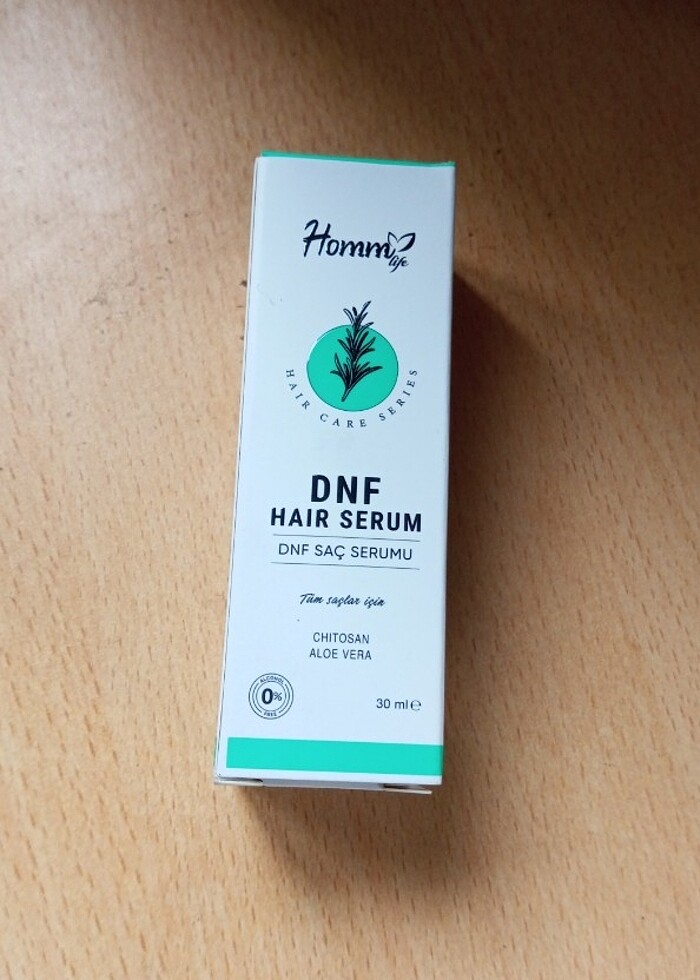 Homm
life
HAIR CARE SERIES
DNF
HAIR SERUM
DNF SAÇ SERUMU
Tüm saçlar için
CHITOSAN
ALOE VERA
ALCOHOL
0%
FREE
30 ml ℮